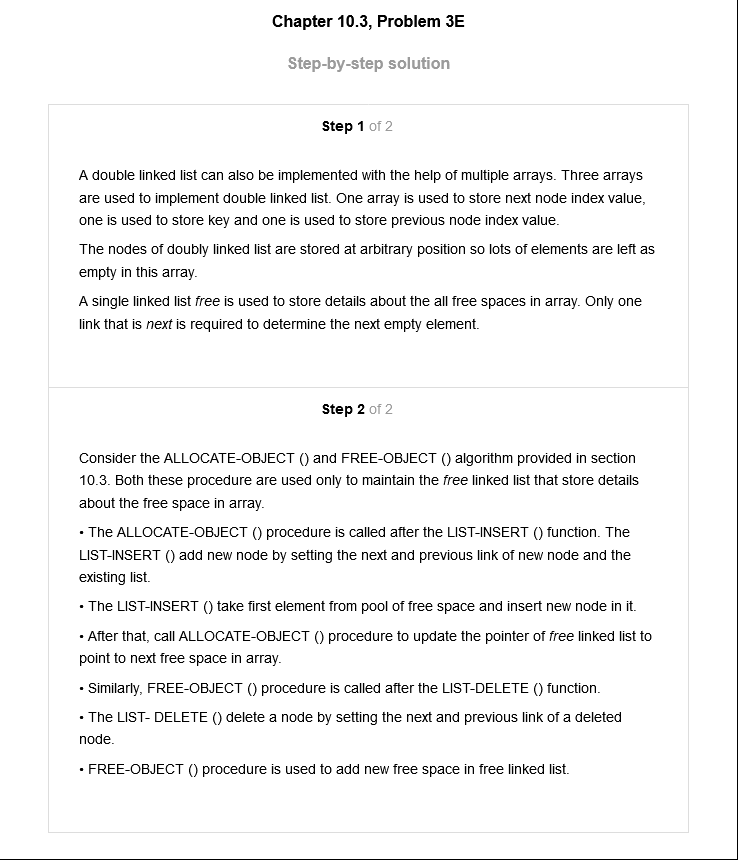 Chapter 10.3, Problem 3E
Step-by-step solution
Step 1 of 2
A double linked list can also be implemented with the help of multiple arrays. Three arrays
are used to implement double linked list. One array is used to store next node index value,
one is used to store key and one is used to store previous node index value.
The nodes of doubly linked list are stored at arbitrary position so lots of elements are left as
empty in this array.
A single linked list free is used to store details about the all free spaces in array. Only one
link that is next is required to determine the next empty element.
Step 2 of 2
Consider the ALLOCATE-OBJECT () and FREE-OBJECT () algorithm provided in section
10.3. Both these procedure are used only to maintain the free linked list that store details
about the free space in array.
• The ALLOCATE-OBJECT () procedure is called after the LIST-INSERT () function. The
LIST-INSERT () add new node by setting the next and previous link of new node and the
existing list.
• The LIST-INSERT () take first element from pool of free space and insert new node in it.
• After that, call ALLOCATE-OBJECT () procedure to update the pointer of free linked list to
point to next free space in array.
• Similarly, FREE-OBJECT () procedure is called after the LIST-DELETE () function.
• The LIST- DELETE () delete a node by setting the next and previous link of a deleted
node.
• FREE-OBJECT () procedure is used to add new free space in free linked list.